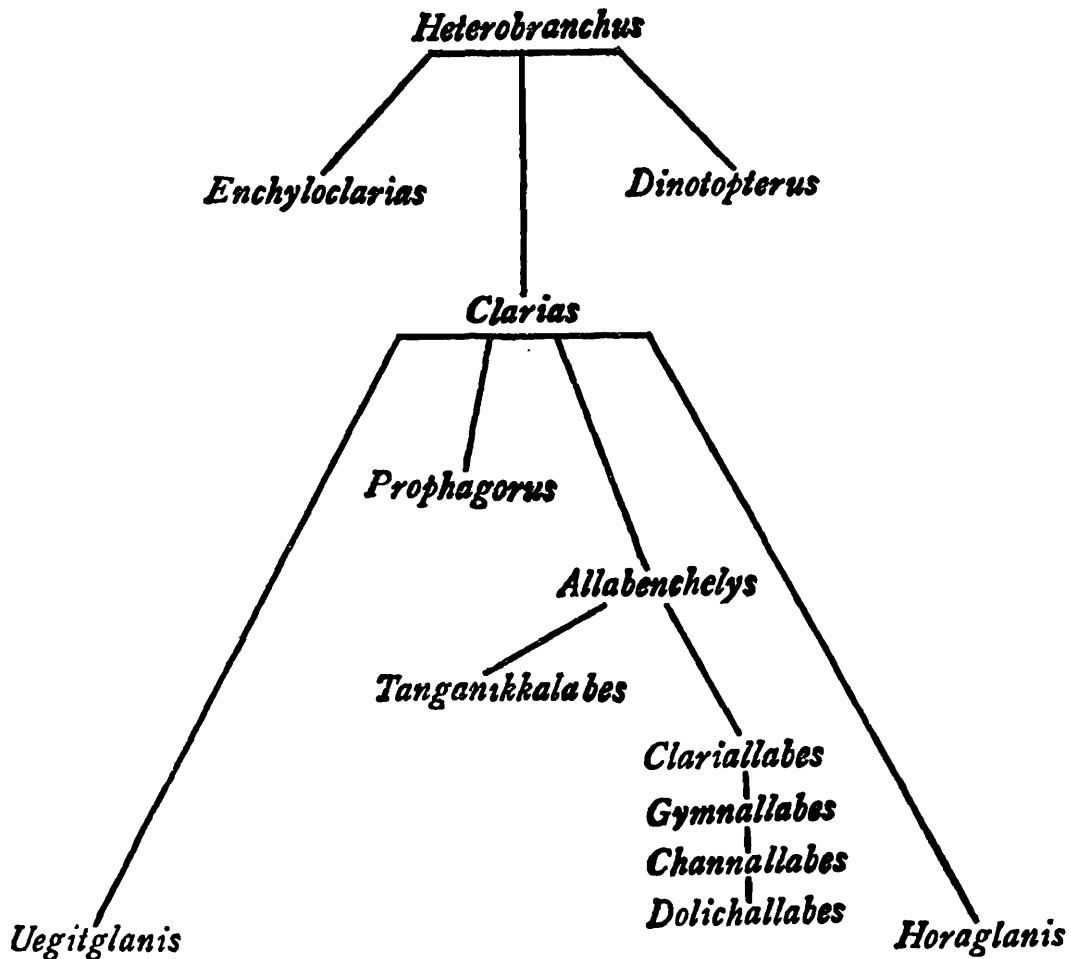 Heterobranchus
Enchyloclarias
Dinotopterus
Clarias
Prophagorus
Allabenchelys
Tanganikkalabes
Clariallabes
Gymnallabes
Channallabes
Dolichallabes
Uegitglanis
Horaglanis